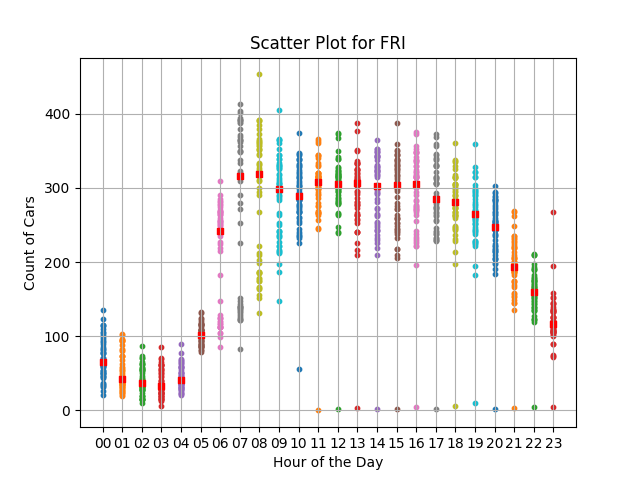 Scatter Plot for FRI
Count of Cars
400
300
200
100
0
00 01 02 03 04 05 06 07 08 09 10 11 12 13 14 15 16 17 18 19 20 21 22 23
Hour of the Day